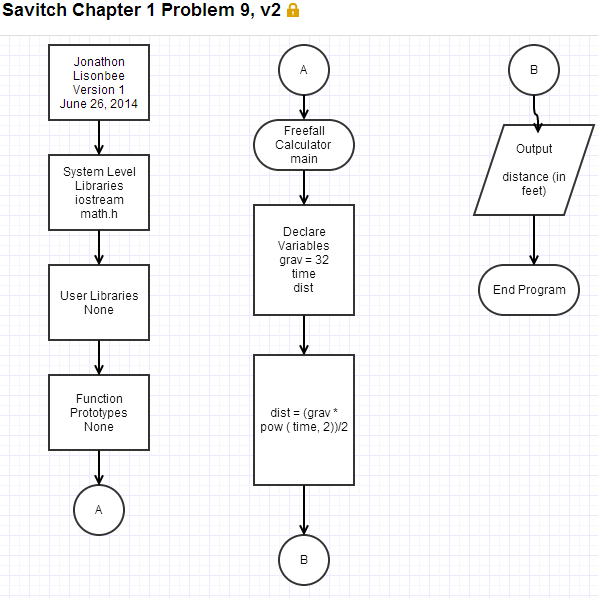 Savitch Chapter 1 Problem 9, v2
Jonathon
Lisonbee
Version 1
June 26, 2014
System Level
Libraries
iostream
math.h
User Libraries
None
Function
Prototypes
None
A
A
Freefall
Calculator
main
Declare
Variables
grav = 32
time
dist
dist = (grav *
pow ( time, 2))/2
B
B
Output
distance (in
feet)
End Program